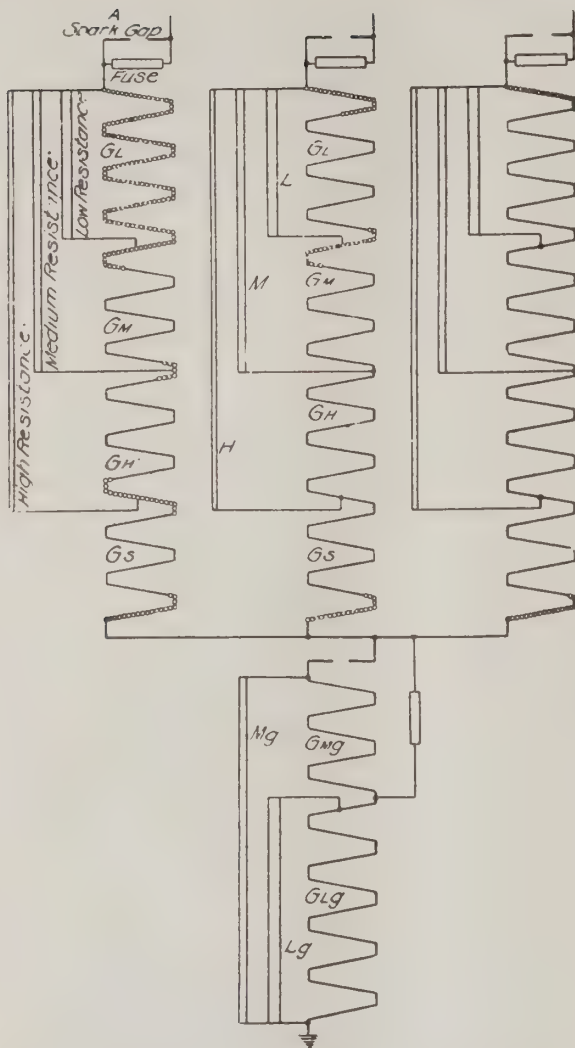 A
Spark Gap
Fuse
High Resistance.
Medium Resistance.
Low Resistance
GL
GM
GH
GS
GL
L
GM
M
GH
H
GS
Mg
GMg
GLg
Lg